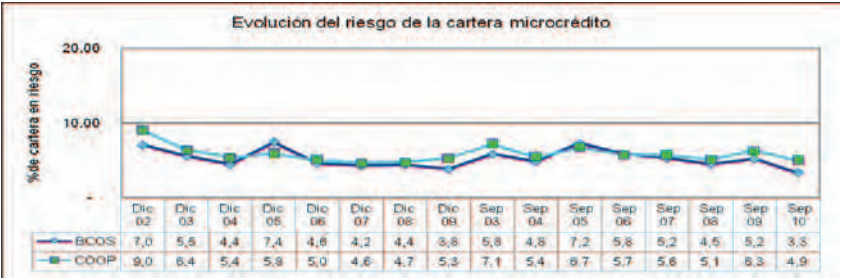 Evolución del riesgo de la cartera microcrédito
%de cartera en riesgo
20.00
10.00
-
Dic 02 Dic 03 Dic 04 Dic 05 Dic 06 Dic 07 Dic 08 Dic 09 Sep 03 Sep 04 Sep 05 Sep 06 Sep 07 Sep 08 Sep 09 Sep 10
BCOS 7,0 5,5 4,4 7,4 4,6 4,2 4,4 3,8 5,8 4,8 7,2 5,8 5,2 4,5 5,2 3,3
COOP 9,0 6,4 5,4 5,9 5,0 4,6 4,7 5,3 7,1 5,4 6,7 5,7 5,6 5,1 6,3 4,9